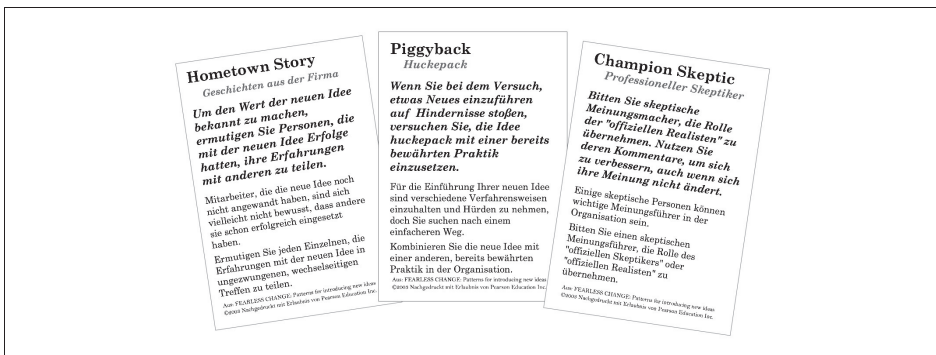 Hometown Story
Geschichten aus der Firma
Um den Wert der neuen Idee
bekannt zu machen,
ermutigen Sie Personen, die
mit der neuen Idee Erfolge
hatten, ihre Erfahrungen
mit anderen zu teilen.
Mitarbeiter, die die neue Idee noch
nicht angewandt haben, sind sich
vielleicht nicht bewusst, dass andere
sie schon erfolgreich eingesetzt
haben.
Ermutigen Sie jeden Einzelnen, die
Erfahrungen mit der neuen Idee in
ungezwungenen, wechselseitigen
Treffen zu teilen.
Aus: FEARLESS CHANGE: Patterns for introducing new ideas
©2005 Nachgedruckt mit Erlaubnis von Pearson Education Inc.
Piggyback
Huckepack
Wenn Sie bei dem Versuch,
etwas Neues einzuführen
auf Hindernisse stoßen,
versuchen Sie, die Idee
huckepack mit einer bereits
bewährten Praktik
einzusetzen.
Für die Einführung Ihrer neuen Idee
sind verschiedene Verfahrensweisen
einzuhalten und Hürden zu nehmen,
doch Sie suchen nach einem
einfacheren Weg.
Kombinieren Sie die neue Idee mit
einer anderen, bereits bewährten
Praktik in der Organisation.
Aus: FEARLESS CHANGE: Patterns for introducing new ideas
©2005 Nachgedruckt mit Erlaubnis von Pearson Education Inc.
Champion Skeptic
Professioneller Skeptiker
Bitten Sie skeptische
Meinungsmacher, die Rolle
der "offiziellen Realisten" zu
übernehmen. Nutzen Sie
deren Kommentare, um sich
zu verbessern, auch wenn sich
ihre Meinung nicht ändert.
Einige skeptische Personen können
wichtige Meinungsführer in der
Organisation sein.
Bitten Sie einen skeptischen
Meinungsführer, die Rolle des
"offiziellen Skeptikers" oder
"offiziellen Realisten" zu
übernehmen.
Aus: FEARLESS CHANGE: Patterns for introducing new ideas
©2005 Nachgedruckt mit Erlaubnis von Pearson Education Inc.